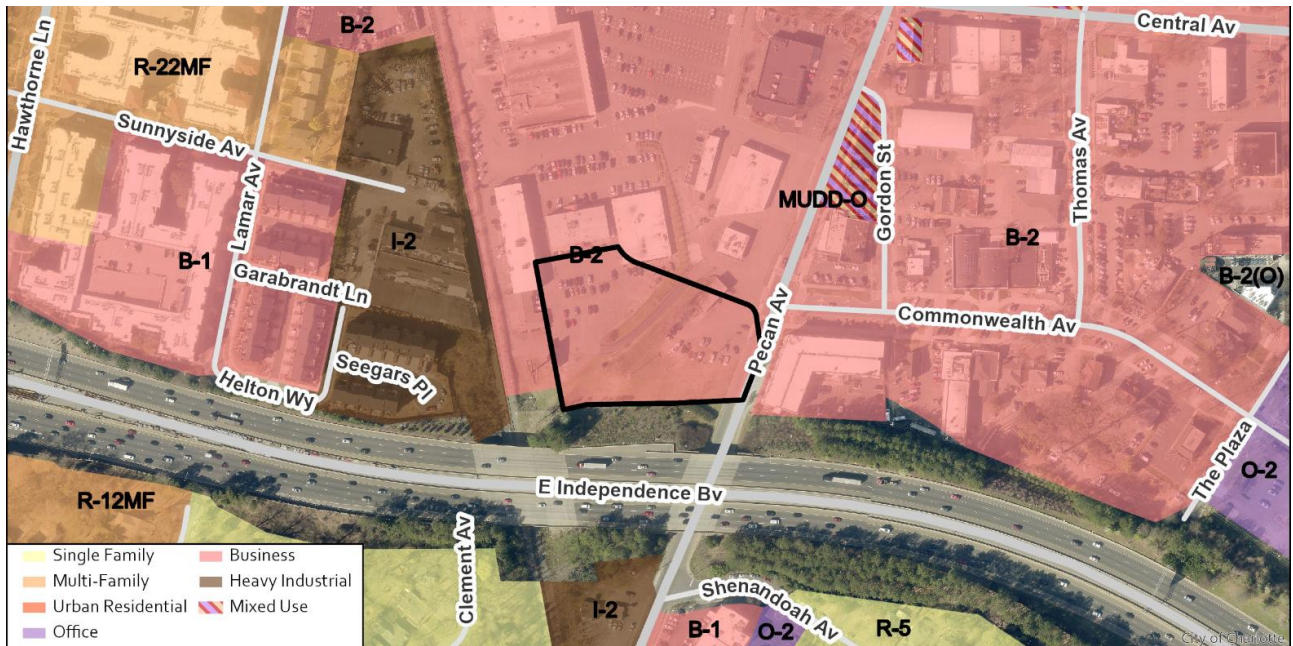 Central Av
B-2
Hawthorne Ln
R-22MF
Sunnyside Av
Lamar Av
Gordon St
Thomas Av
MUDD-O
I-2
B-2
B-1
B-2
B-2(O)
Garabrandt Ln
Pecan Av
Commonwealth Av
Seegars Pl
Helton Wy
The Plaza
O-2
E Independence Bv
R-12MF
Clement Av
Single Family
Multi-Family
Urban Residential
Office
Business
Heavy Industrial
Mixed Use
Shenandoah Av
I-2
B-1
O-2
R-5
City of Charlotte